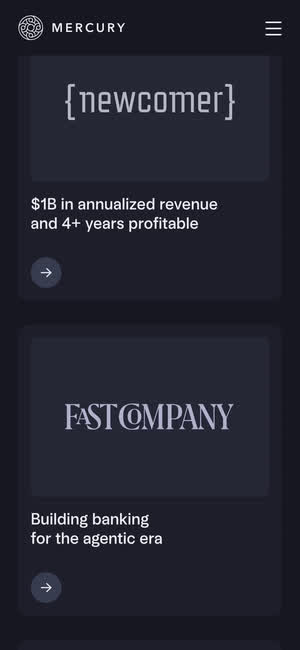 MERCURY
{newcomer}
$1B in annualized revenue
and 4+ years profitable
FAST COMPANY
Building banking
for the agentic era